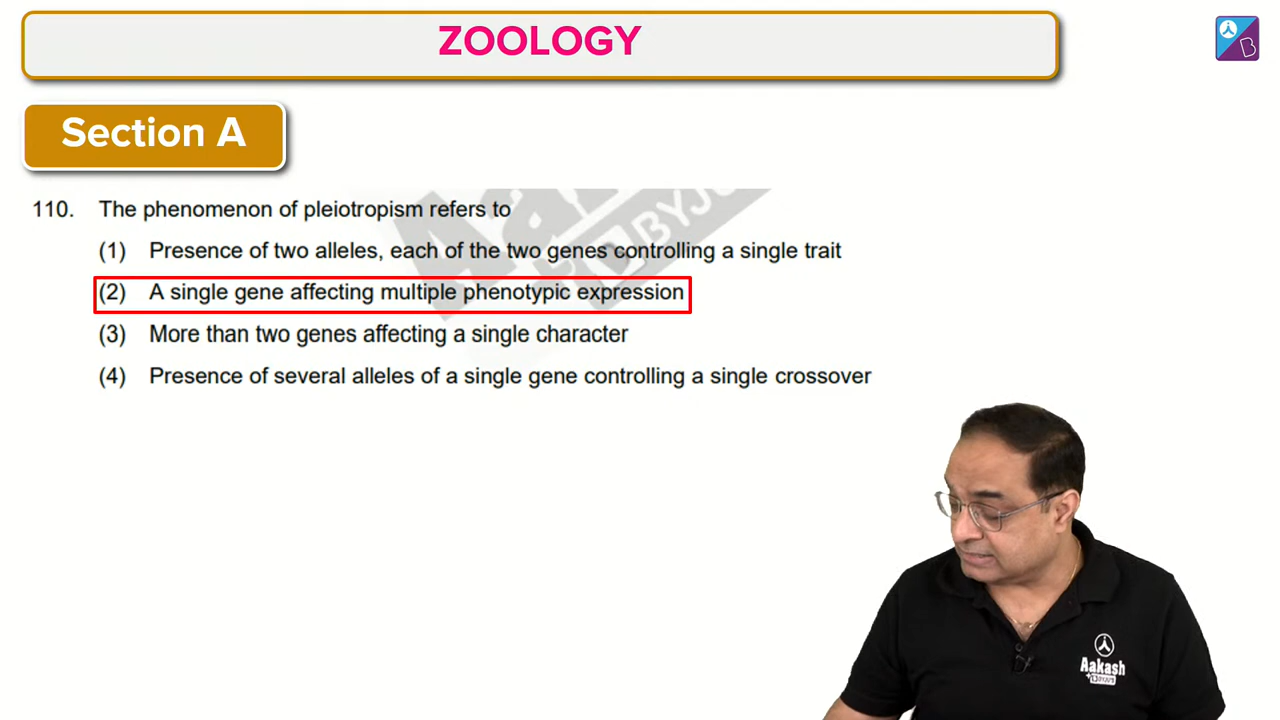 ZOOLOGY
Section A
110. The phenomenon of pleiotropism refers to
(1) Presence of two alleles, each of the two genes controlling a single trait
(2) A single gene affecting multiple phenotypic expression
(3) More than two genes affecting a single character
(4) Presence of several alleles of a single gene controlling a single crossover
Aakash
BYJU'S